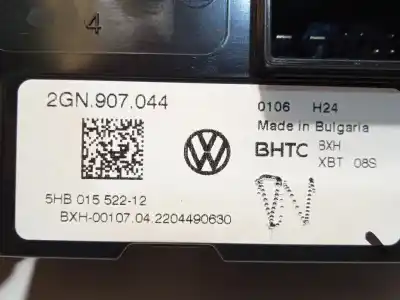 4
2GN.907.044
0106 H24
Made in Bulgaria
BHTC BXH
XBT 08S
5HB 015 522-12
BXH-00107.04.2204490630